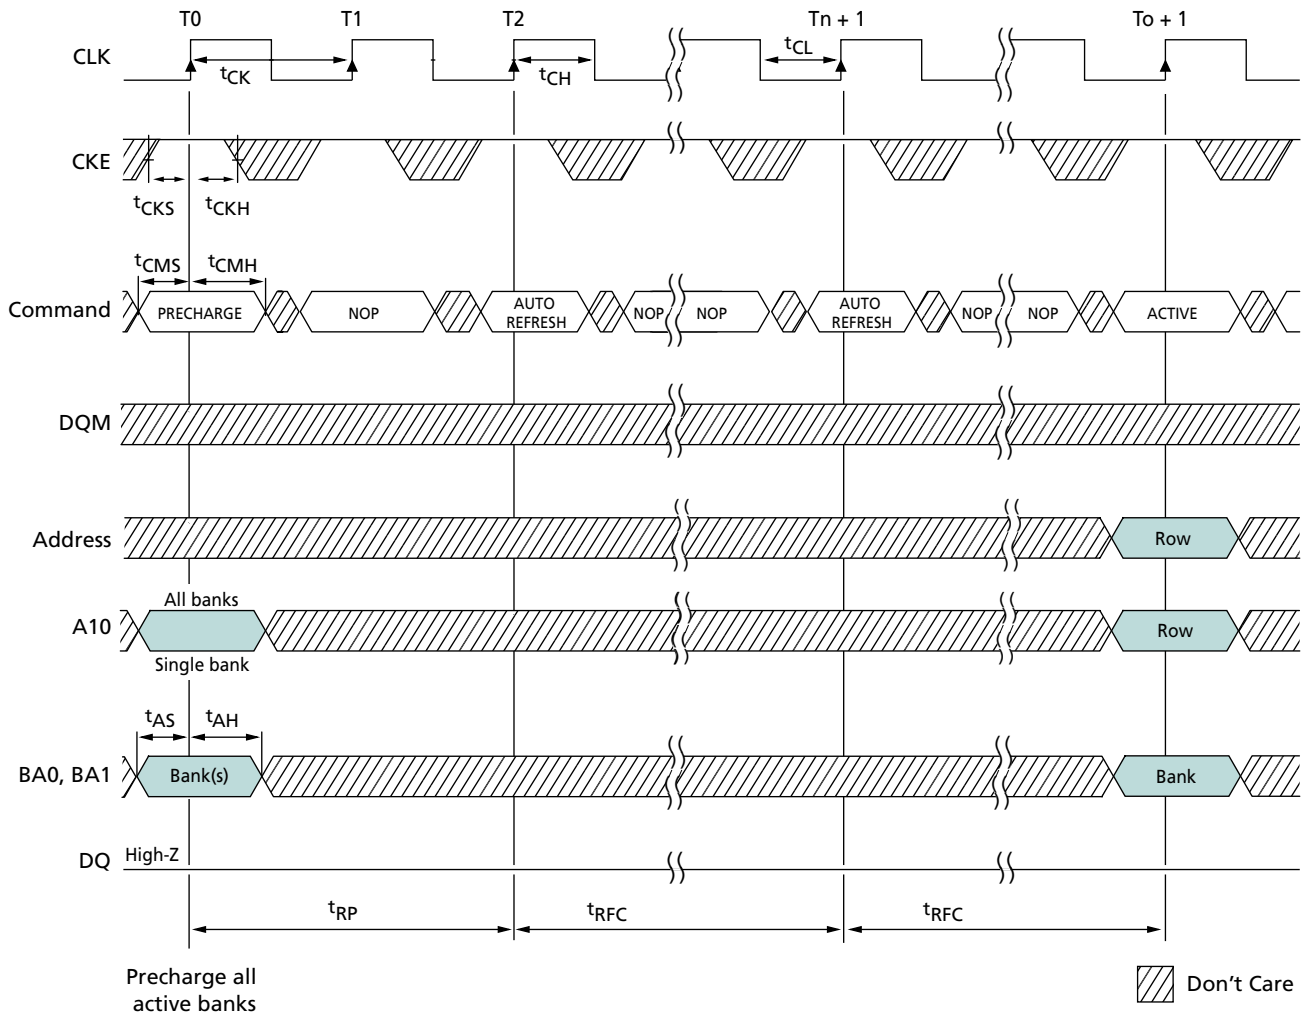 T0 T1 T2 Tn + 1 To + 1
CLK
tCK tCH tCL
CKE
tCKS tCKH
tCMS tCMH
Command PRECHARGE NOP AUTO REFRESH NOP NOP AUTO REFRESH NOP NOP ACTIVE
DQM
Address Row
All banks
A10 Row
Single bank
tAS tAH
BA0, BA1 Bank(s) Bank
DQ High-Z
tRP tRFC tRFC
Precharge all
active banks
Don't Care